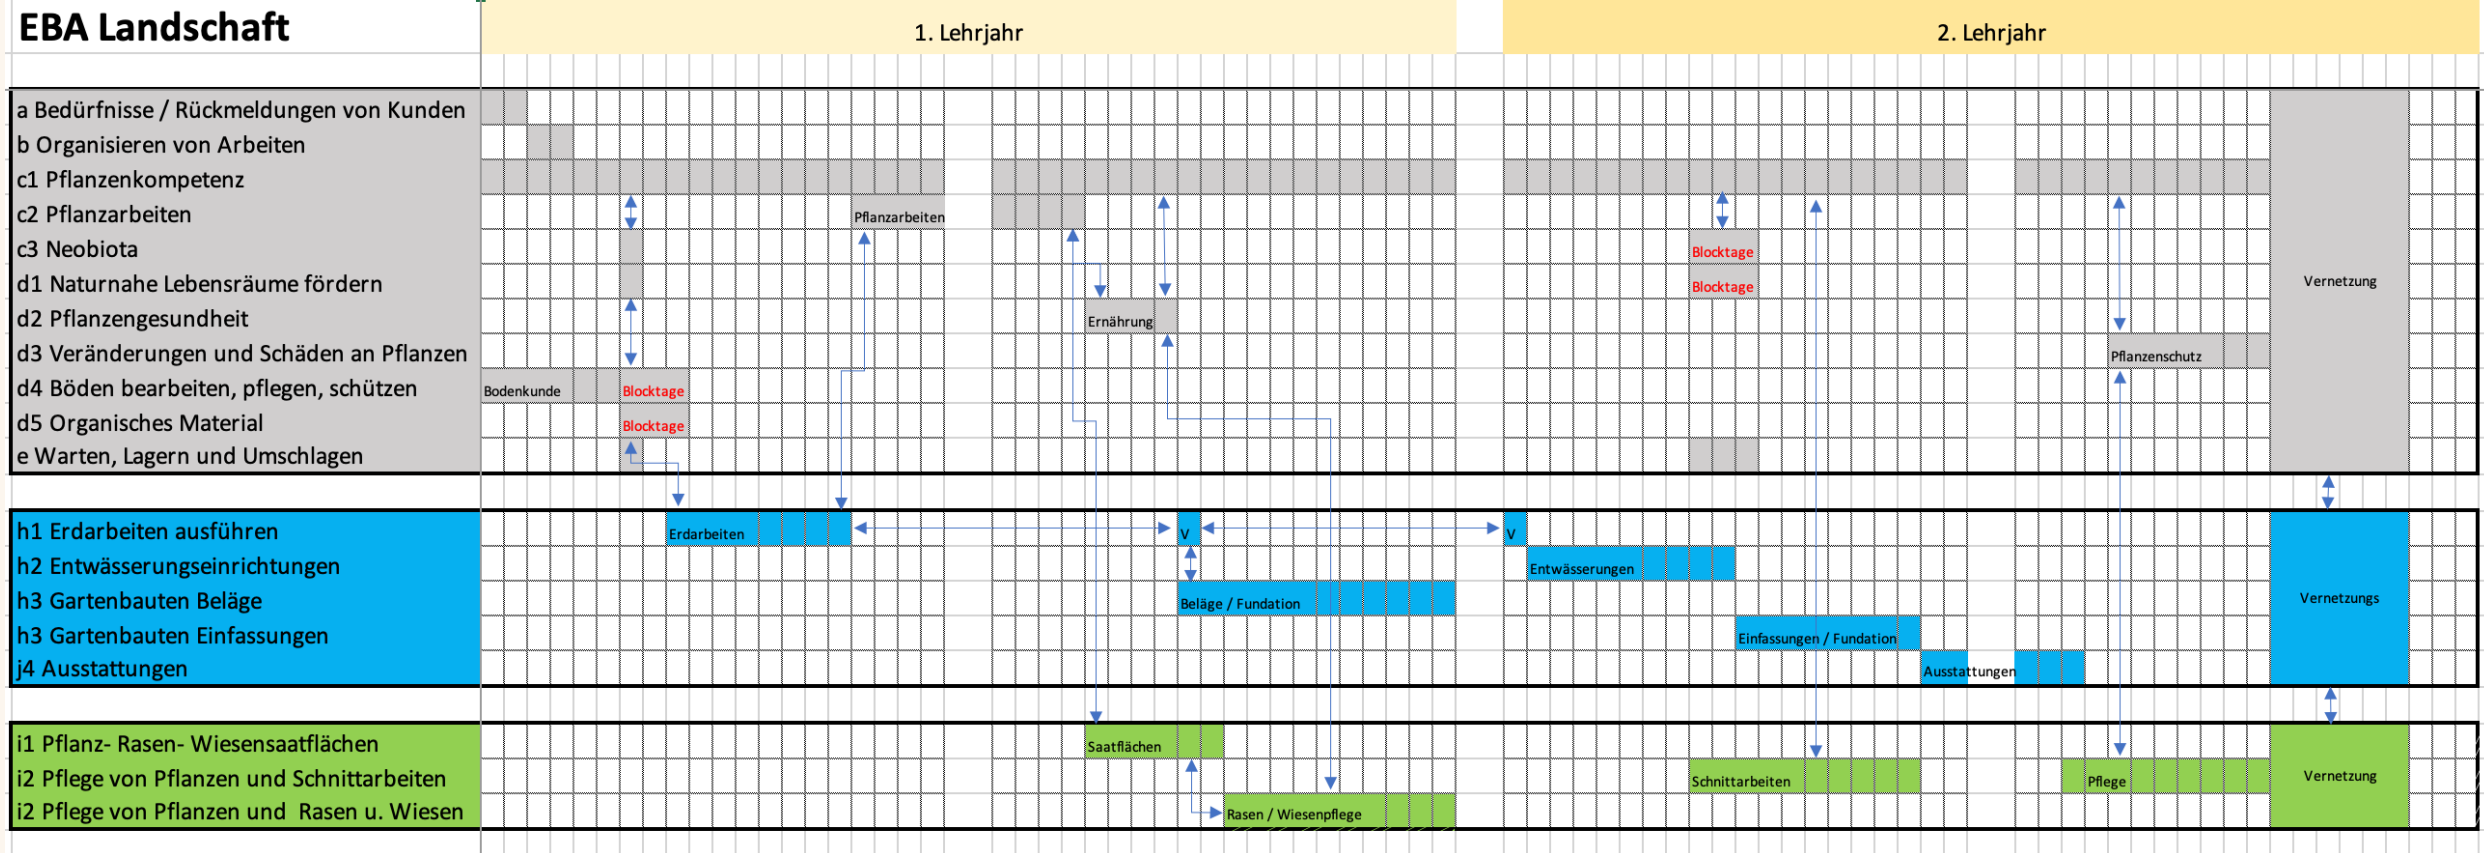 EBA Landschaft
1. Lehrjahr
2. Lehrjahr
a Bedürfnisse / Rückmeldungen von Kunden
b Organisieren von Arbeiten
c1 Pflanzenkompetenz
c2 Pflanzarbeiten
Pflanzarbeiten
c3 Neobiota
Blocktage
d1 Naturnahe Lebensräume fördern
Blocktage
Vernetzung
d2 Pflanzengesundheit
Ernährung
d3 Veränderungen und Schäden an Pflanzen
Pflanzenschutz
d4 Böden bearbeiten, pflegen, schützen
Bodenkunde
Blocktage
d5 Organisches Material
Blocktage
e Warten, Lagern und Umschlagen
h1 Erdarbeiten ausführen
Erdarbeiten
V
V
h2 Entwässerungseinrichtungen
Entwässerungen
h3 Gartenbauten Beläge
Beläge / Fundation
Vernetzungs
h3 Gartenbauten Einfassungen
Einfassungen / Fundation
j4 Ausstattungen
Ausstattungen
i1 Pflanz- Rasen- Wiesensaatflächen
Saatflächen
i2 Pflege von Pflanzen und Schnittarbeiten
Schnittarbeiten
Pflege
Vernetzung
i2 Pflege von Pflanzen und  Rasen u. Wiesen
Rasen / Wiesenpflege